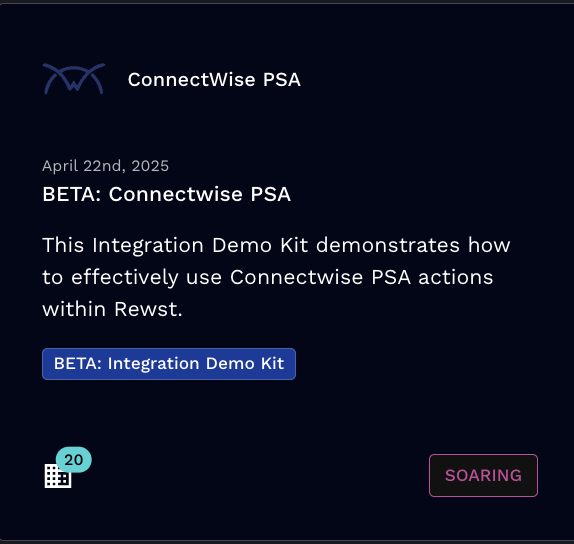 ConnectWise PSA
April 22nd, 2025
BETA: Connectwise PSA
This Integration Demo Kit demonstrates how
to effectively use Connectwise PSA actions
within Rewst.
BETA: Integration Demo Kit
20
SOARING